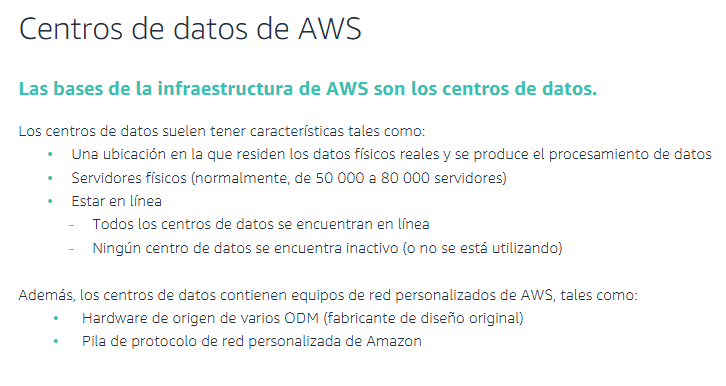 Centros de datos de AWS
Las bases de la infraestructura de AWS son los centros de datos.
Los centros de datos suelen tener características tales como:
• Una ubicación en la que residen los datos físicos reales y se produce el procesamiento de datos
• Servidores físicos (normalmente, de 50 000 a 80 000 servidores)
• Estar en línea
- Todos los centros de datos se encuentran en línea
- Ningún centro de datos se encuentra inactivo (o no se está utilizando)
Además, los centros de datos contienen equipos de red personalizados de AWS, tales como:
• Hardware de origen de varios ODM (fabricante de diseño original)
• Pila de protocolo de red personalizada de Amazon